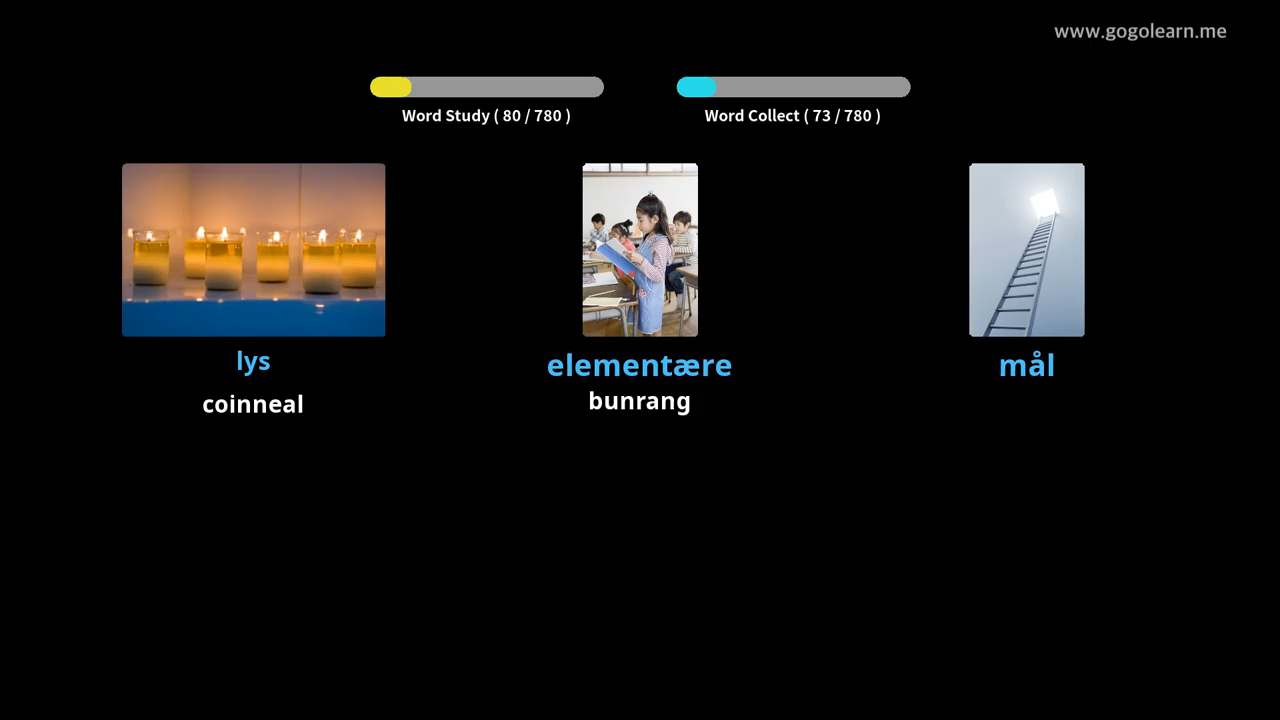 www.gogolearn.me
Word Study ( 80 / 780 )
Word Collect ( 73 / 780 )
lys
coinneal
elementære
bunrang
mål